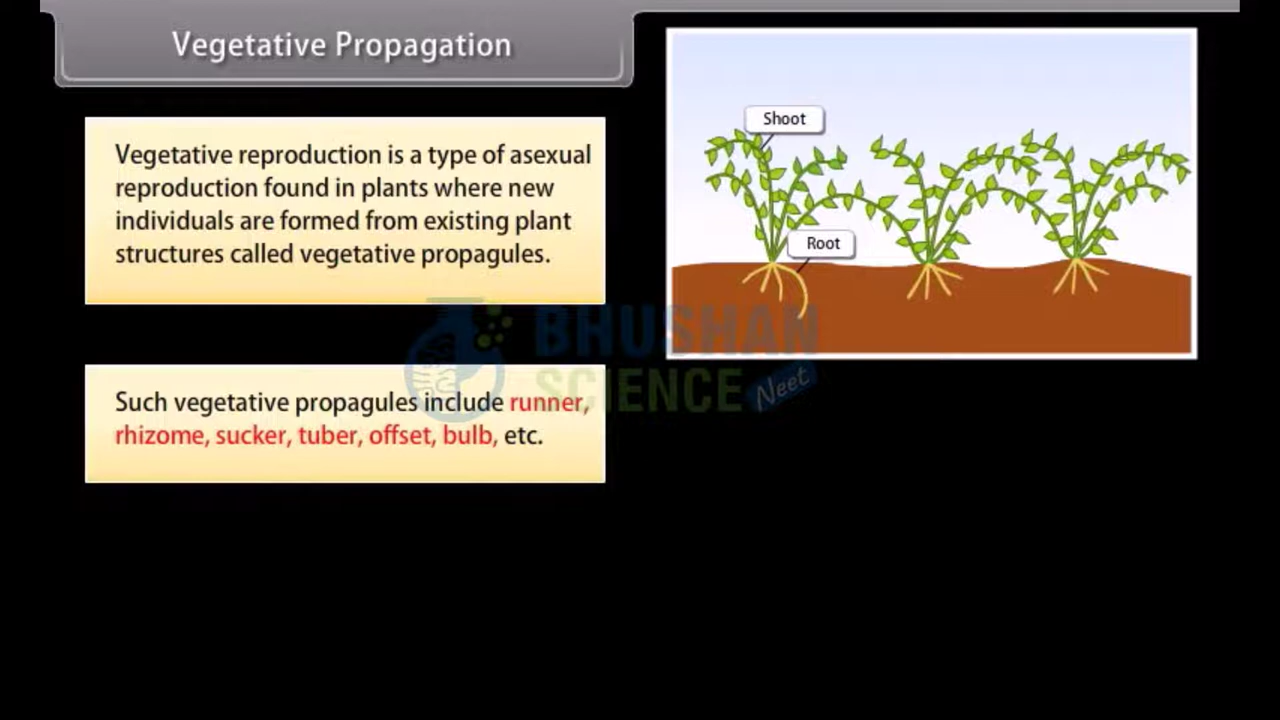 Vegetative Propagation
Vegetative reproduction is a type of asexual
reproduction found in plants where new
individuals are formed from existing plant
structures called vegetative propagules.
Such vegetative propagules include runner,
rhizome, sucker, tuber, offset, bulb, etc.
Shoot
Root
BHUSHAN
SCIENCE Neet